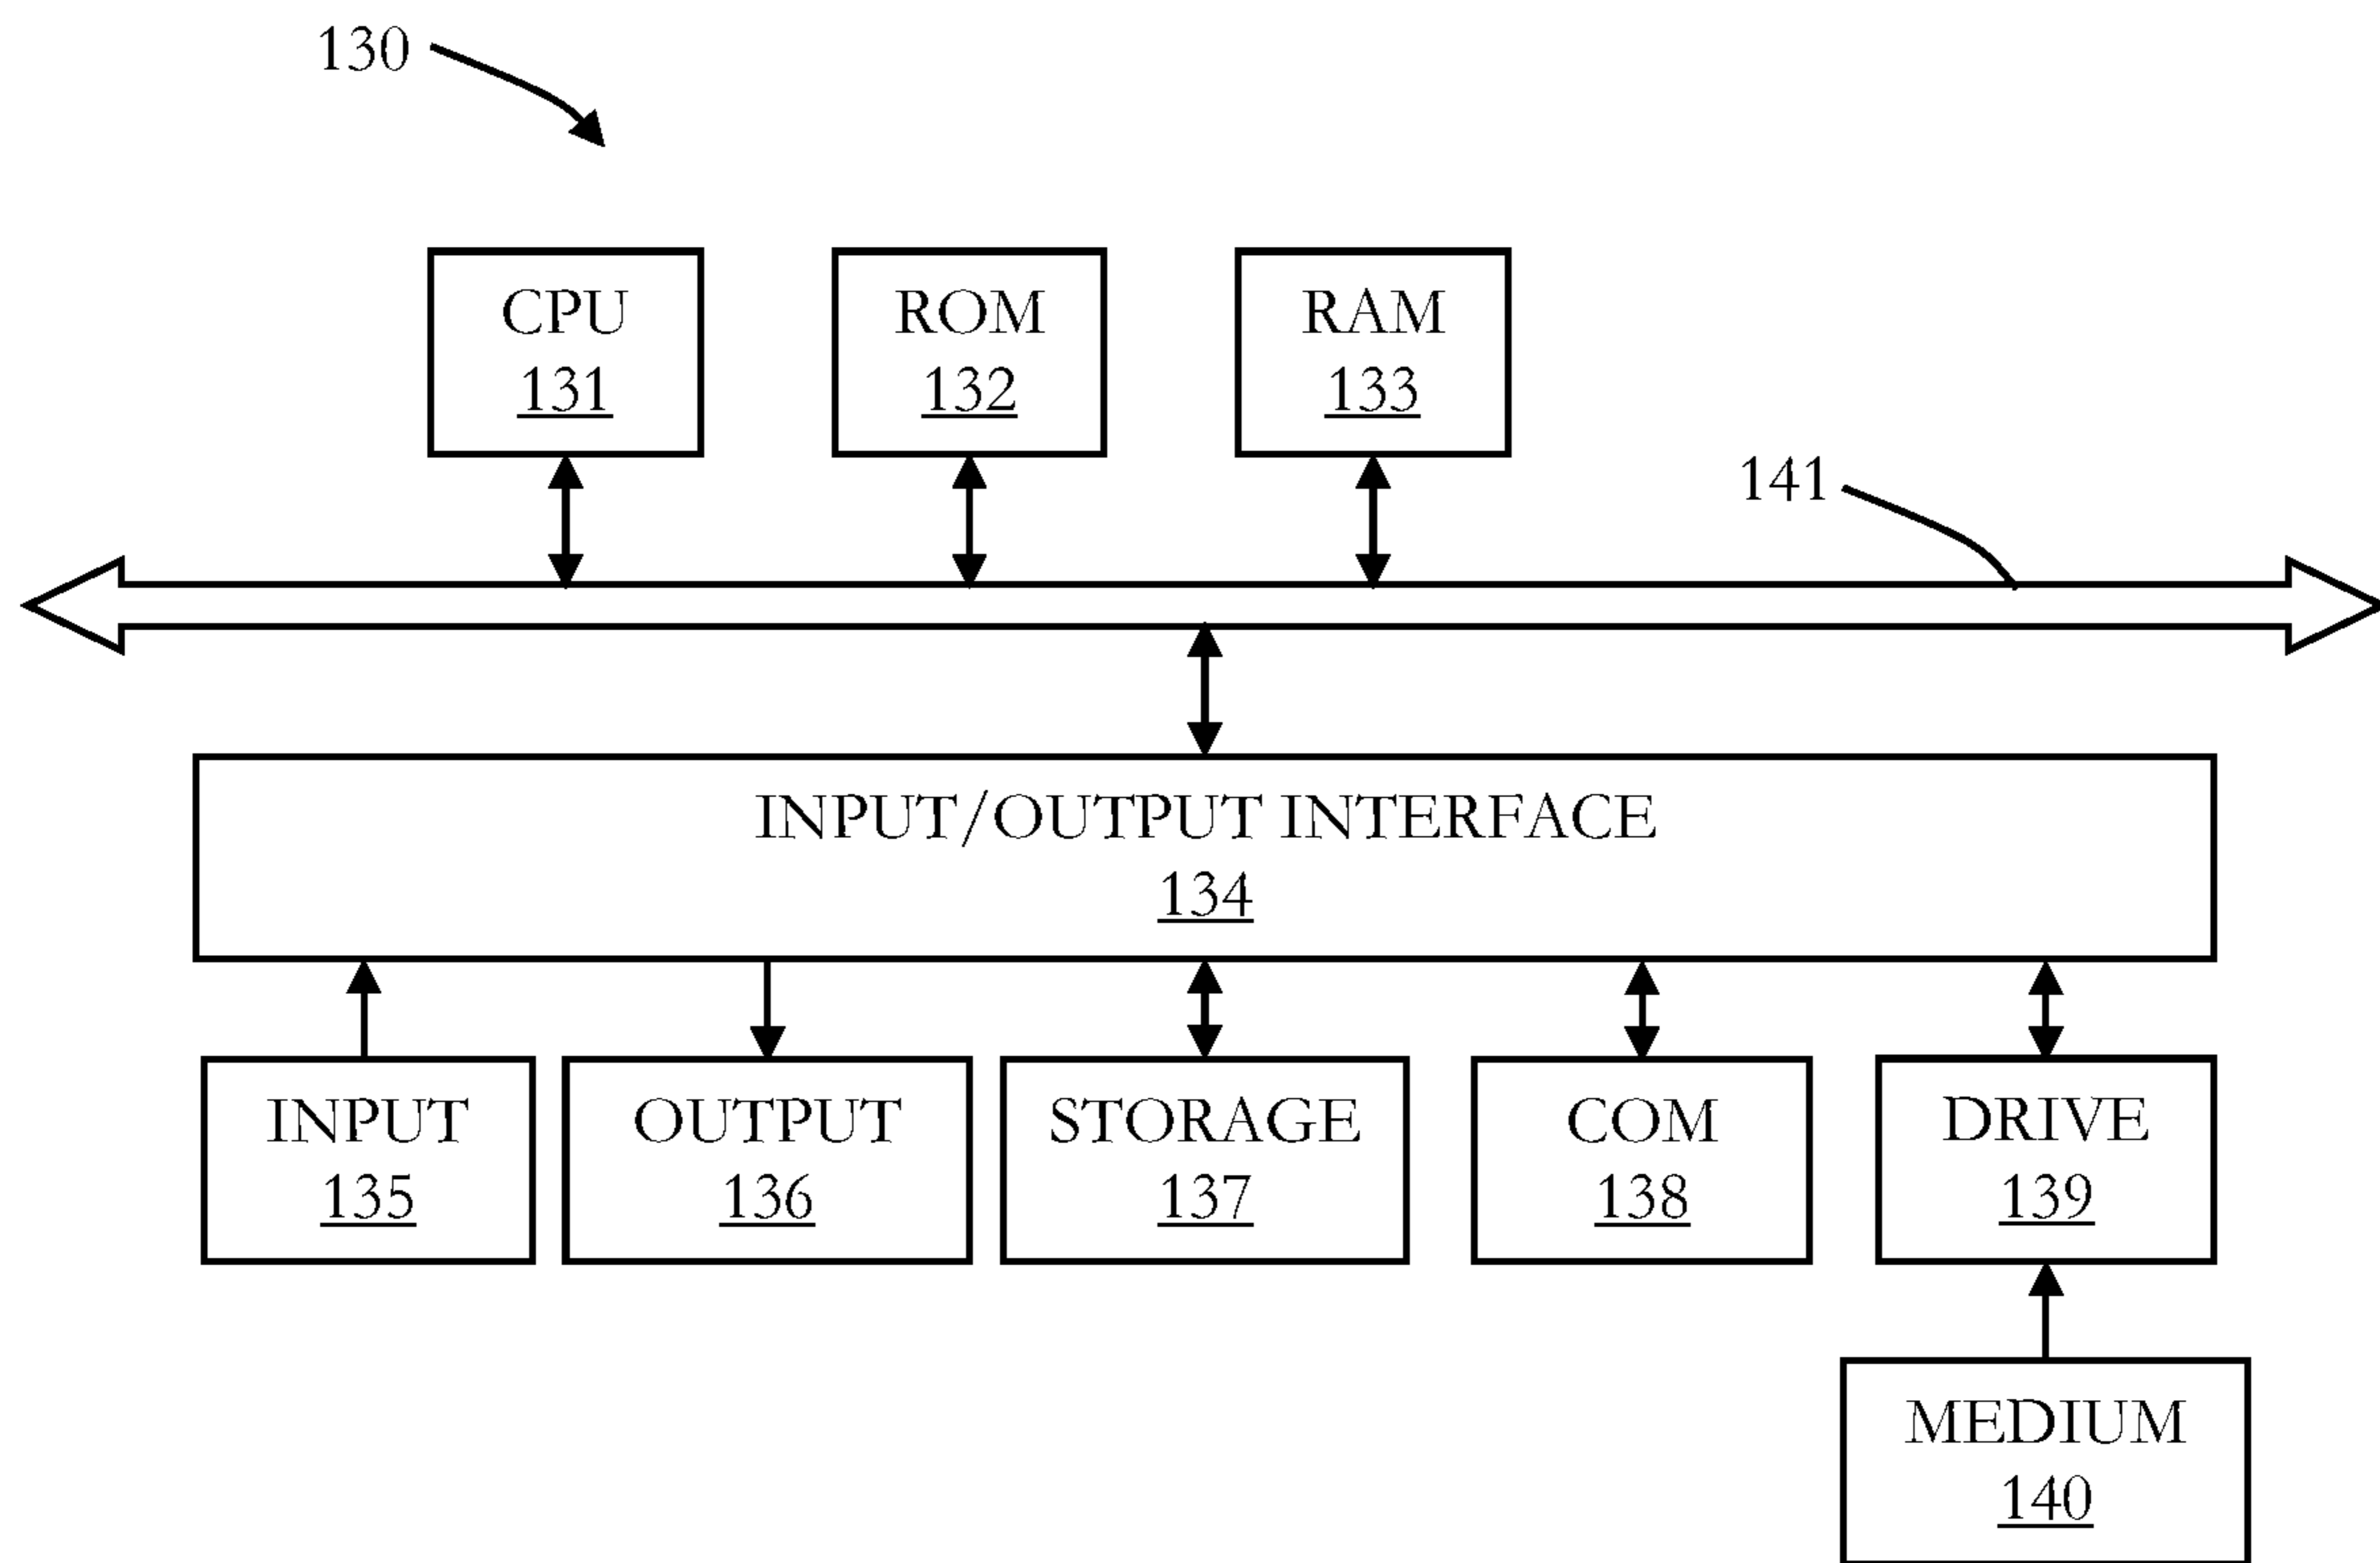 130
CPU
131
ROM
132
RAM
133
141
INPUT/OUTPUT INTERFACE
134
INPUT
135
OUTPUT
136
STORAGE
137
COM
138
DRIVE
139
MEDIUM
140